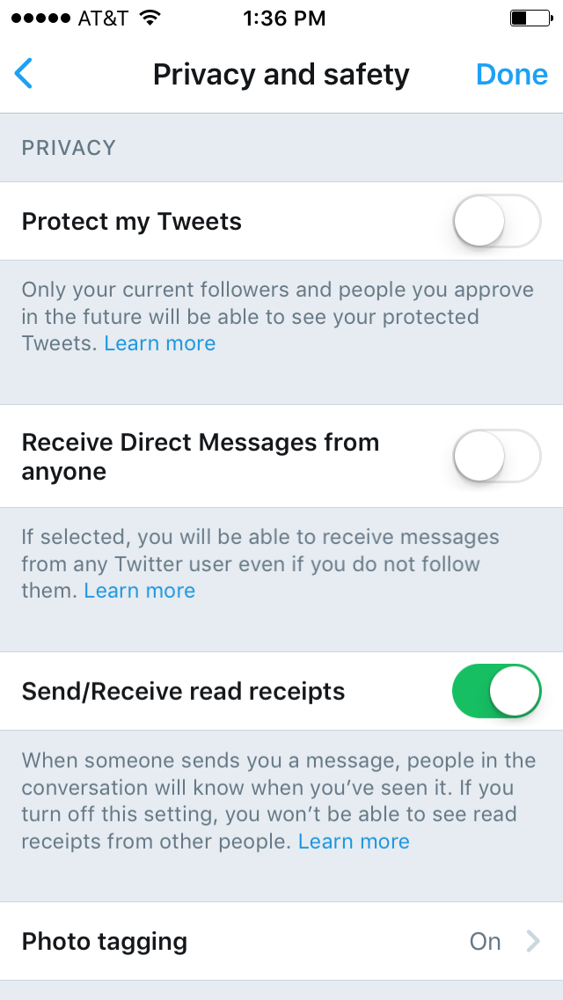 AT&T 1:36 PM
Privacy and safety Done
PRIVACY
Protect my Tweets
Only your current followers and people you approve
in the future will be able to see your protected
Tweets. Learn more
Receive Direct Messages from
anyone
If selected, you will be able to receive messages
from any Twitter user even if you do not follow
them. Learn more
Send/Receive read receipts
When someone sends you a message, people in the
conversation will know when you’ve seen it. If you
turn off this setting, you won’t be able to see read
receipts from other people. Learn more
Photo tagging On